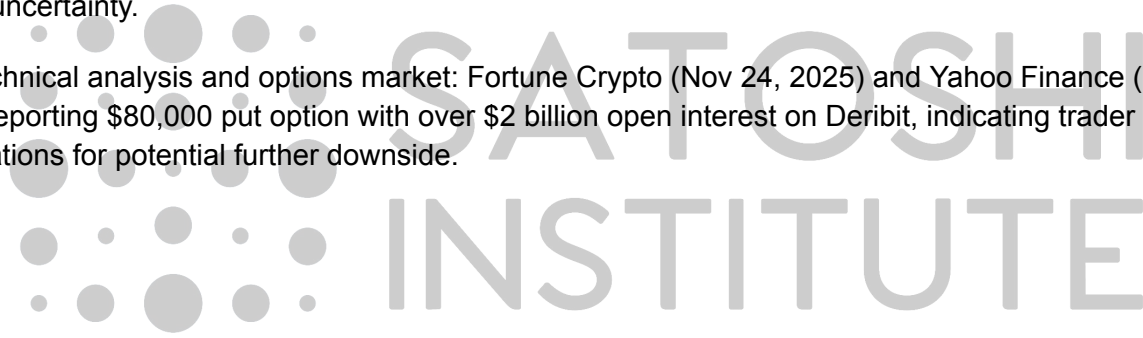 uncertainty.
chnical analysis and options market: Fortune Crypto (Nov 24, 2025) and Yahoo Finance (
eporting $80,000 put option with over $2 billion open interest on Deribit, indicating trader
ations for potential further downside.
SATOSHI
INSTITUTE